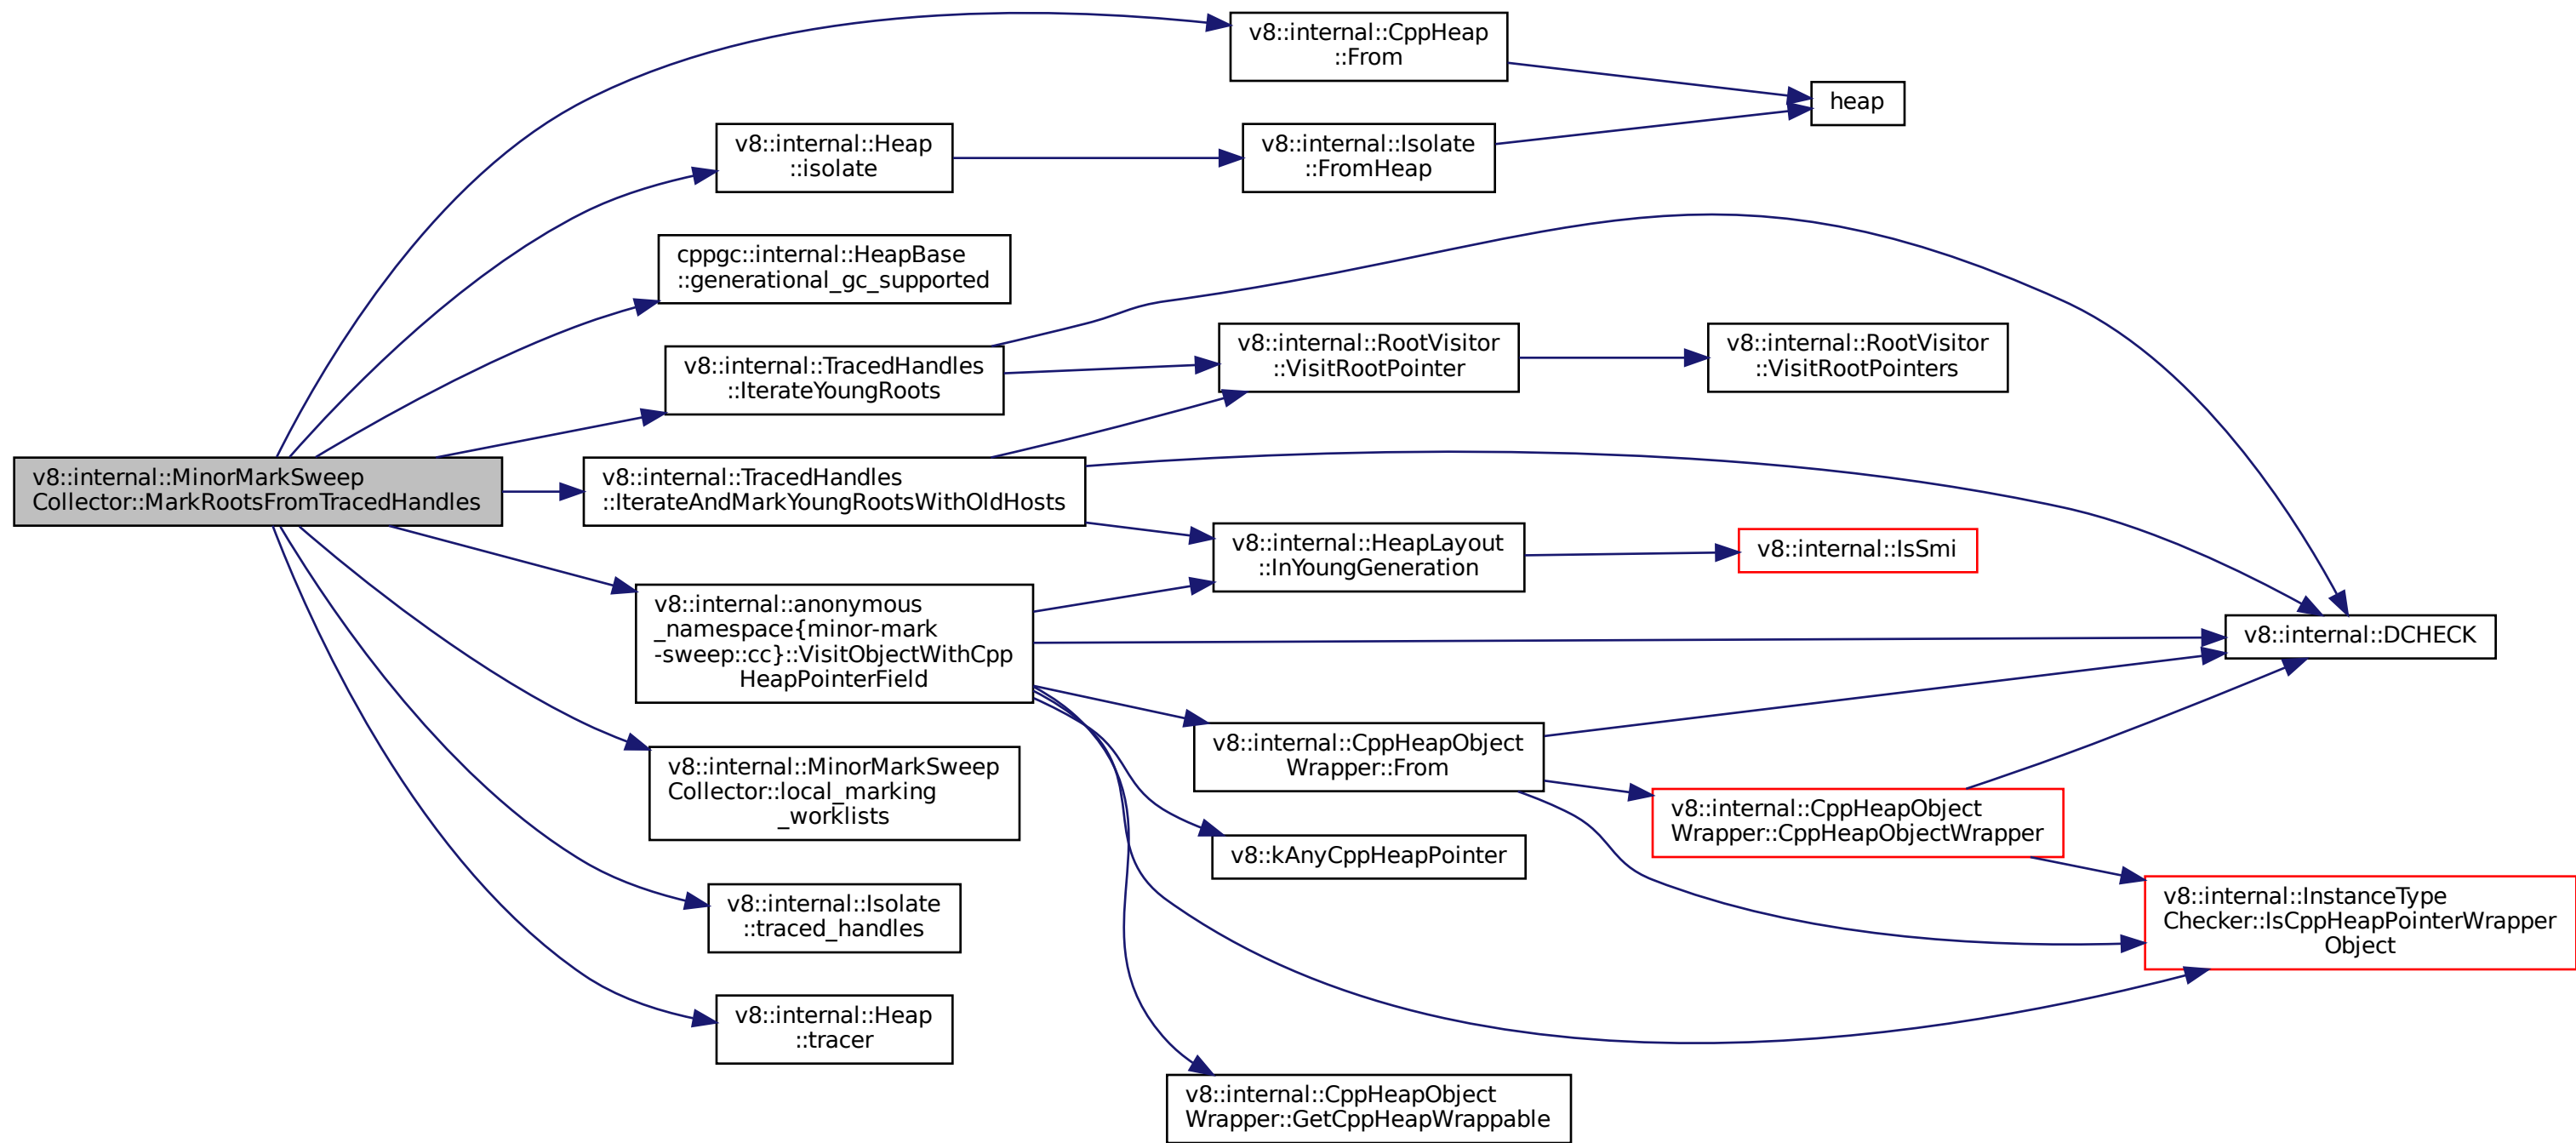 v8::internal::MinorMarkSweep
Collector::MarkRootsFromTracedHandles
v8::internal::CppHeap
::From
heap
v8::internal::Heap
::isolate
v8::internal::Isolate
::FromHeap
cppgc::internal::HeapBase
::generational_gc_supported
v8::internal::TracedHandles
::IterateYoungRoots
v8::internal::RootVisitor
::VisitRootPointer
v8::internal::RootVisitor
::VisitRootPointers
v8::internal::TracedHandles
::IterateAndMarkYoungRootsWithOldHosts
v8::internal::HeapLayout
::InYoungGeneration
v8::internal::IsSmi
v8::internal::DCHECK
v8::internal::anonymous
_namespace{minor-mark
-sweep::cc}::VisitObjectWithCpp
HeapPointerField
v8::internal::CppHeapObject
Wrapper::From
v8::internal::CppHeapObject
Wrapper::CppHeapObjectWrapper
v8::kAnyCppHeapPointer
v8::internal::InstanceType
Checker::IsCppHeapPointerWrapper
Object
v8::internal::MinorMarkSweep
Collector::local_marking
_worklists
v8::internal::Isolate
::traced_handles
v8::internal::Heap
::tracer
v8::internal::CppHeapObject
Wrapper::GetCppHeapWrappable